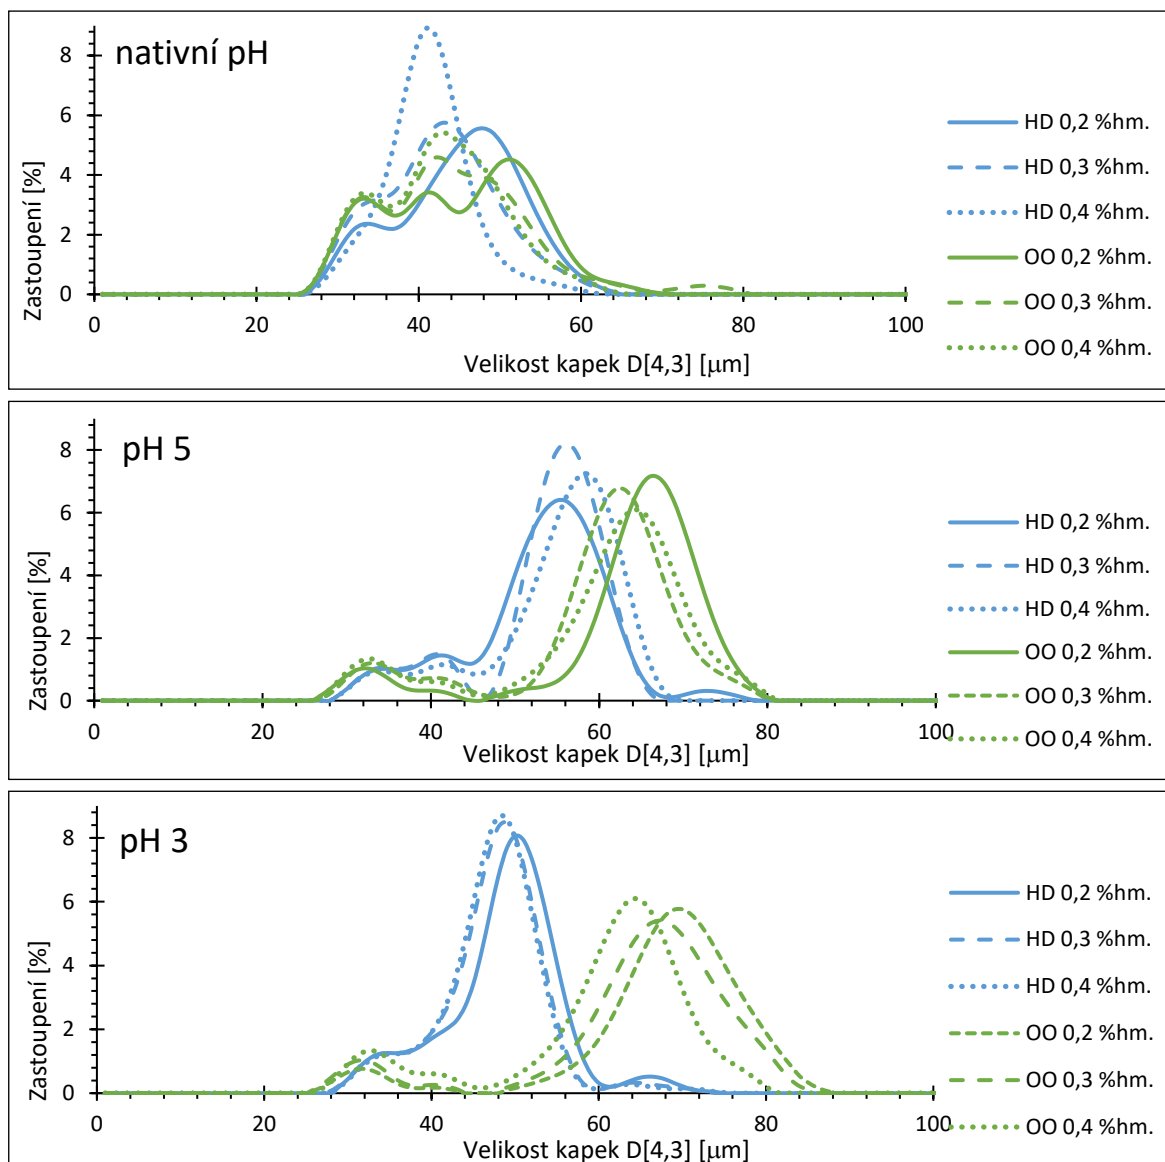 nativní pH
Zastoupení [%]
8
6
4
2
0
0 20 40 60 80 100
Velikost kapek D[4,3] [µm]
HD 0,2 %hm.
HD 0,3 %hm.
HD 0,4 %hm.
OO 0,2 %hm.
OO 0,3 %hm.
OO 0,4 %hm.
pH 5
Zastoupení [%]
8
6
4
2
0
0 20 40 60 80 100
Velikost kapek D[4,3] [µm]
HD 0,2 %hm.
HD 0,3 %hm.
HD 0,4 %hm.
OO 0,2 %hm.
OO 0,3 %hm.
OO 0,4 %hm.
pH 3
Zastoupení [%]
8
6
4
2
0
0 20 40 60 80 100
Velikost kapek D[4,3] [µm]
HD 0,2 %hm.
HD 0,3 %hm.
HD 0,4 %hm.
OO 0,2 %hm.
OO 0,3 %hm.
OO 0,4 %hm.